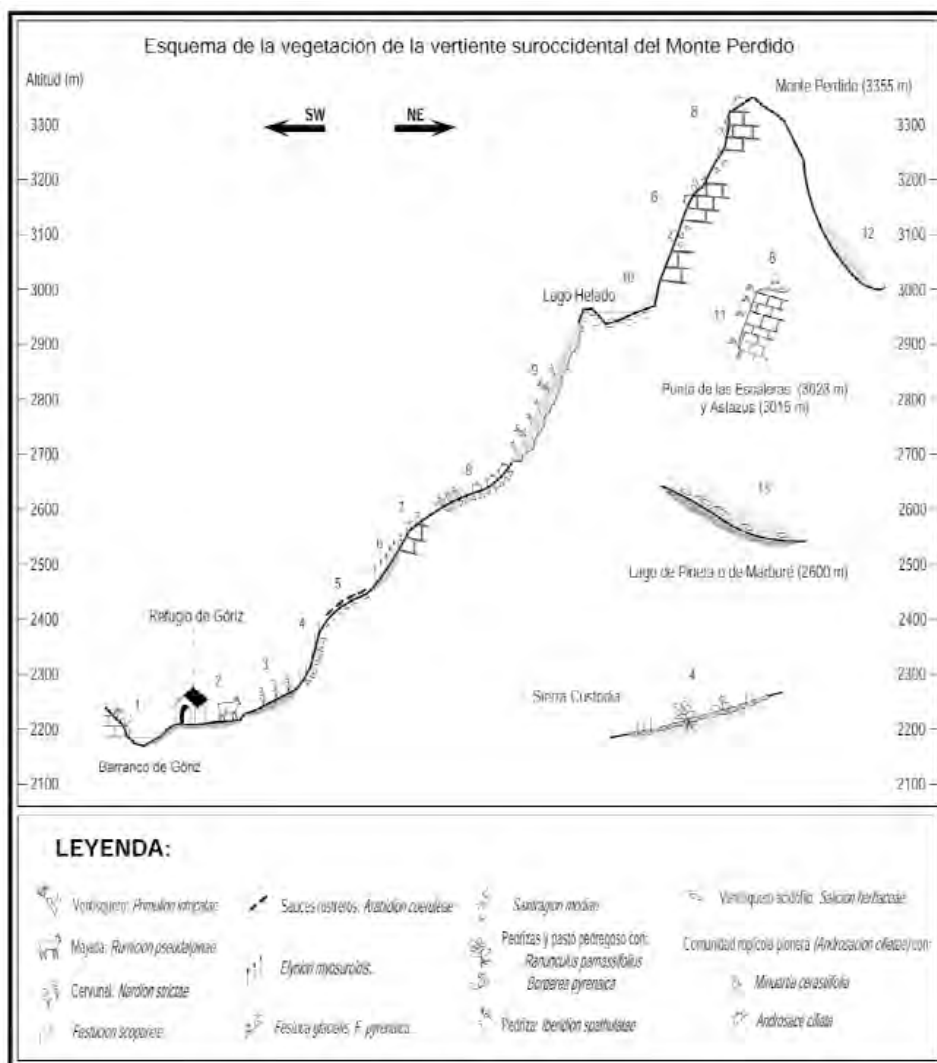 Esquema de la vegetación de la vertiente suroccidental del Monte Perdido
Altitud (m)
Monte Perdido (3355 m)
SW
NE
3300
3200
3100
3000
2900
2800
2700
2600
2500
2400
2300
2200
2100
3300
3200
3100
3000
2900
2800
2700
2600
2500
2400
2300
2200
2100
8
6
12
10
Lago Helado
8
11
Punta de las Escaleras (3023 m)
y Astazus (3015 m)
9
8
7
6
5
4
13
Lago de Pineta o de Marboré (2600 m)
Refugio de Góriz
1
2
3
Barranco de Góriz
4
Sierra Custodia
LEYENDA:
Ventisquero: Primulion intricatae
Mayada: Rumicion pseudalpinae
Cervunal: Nardion strictae
Festucion scopariae
Sauces rastreros: Arabidion coeruleae
Elynion myosuroidis.
Festuca glacialis, F. pyrenaica.
Saxifragion mediae
Pedrizas y pasto pedregoso con:
Ranunculus parnassifolius
Borderea pyrenaica
Pedriza: Iberidion spathulatae
Ventisquero acidófilo: Salicion herbaceae
Comunidad rupícola pionera (Androsacion ciliatae) con:
Minuartia cerastiifolia
Androsace ciliata